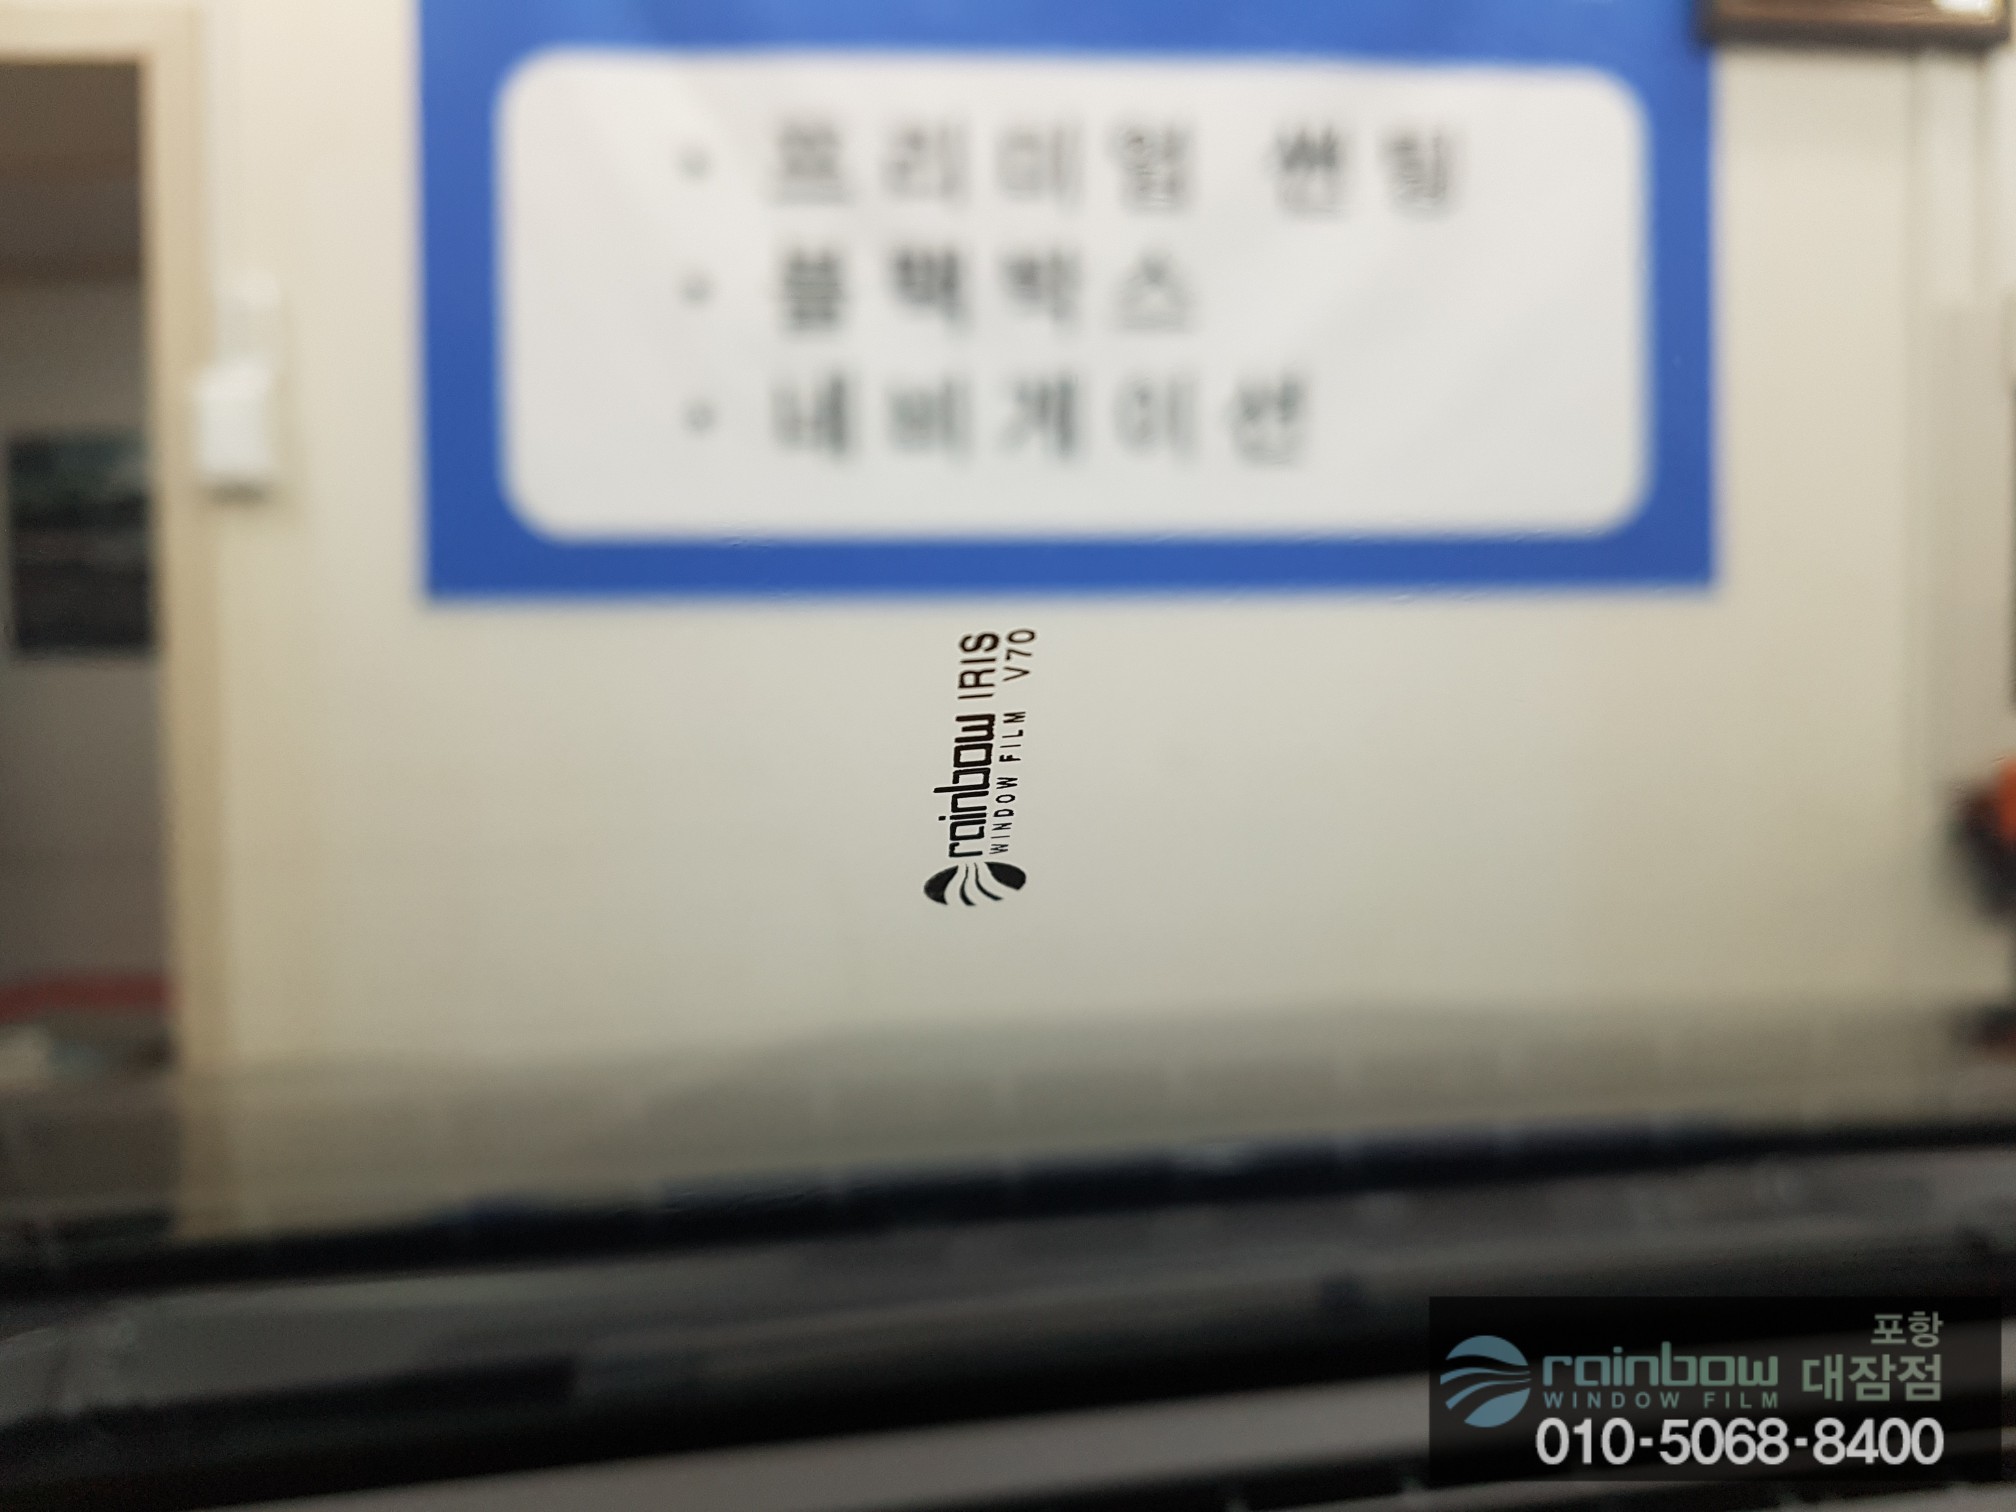 • 프리미엄 썬팅
• 블랙박스
• 네비게이션
rainbow IRIS
WINDOW FILM V70
포항
rainbow 대잠점
WINDOW FILM
010-5068-8400